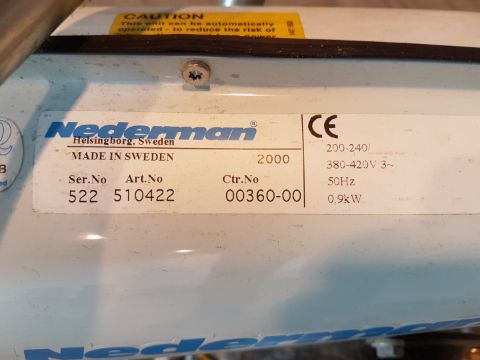 CAUTION
This unit can be automatically
operated - to reduce the risk of
Nederman®
Helsingborg, Sweden
MADE IN SWEDEN 2000
Ser.No Art.No Ctr.No
522 510422 00360-00
CE
200-240/
380-420V 3~
50Hz
0.9kW
Nederman
Nederman